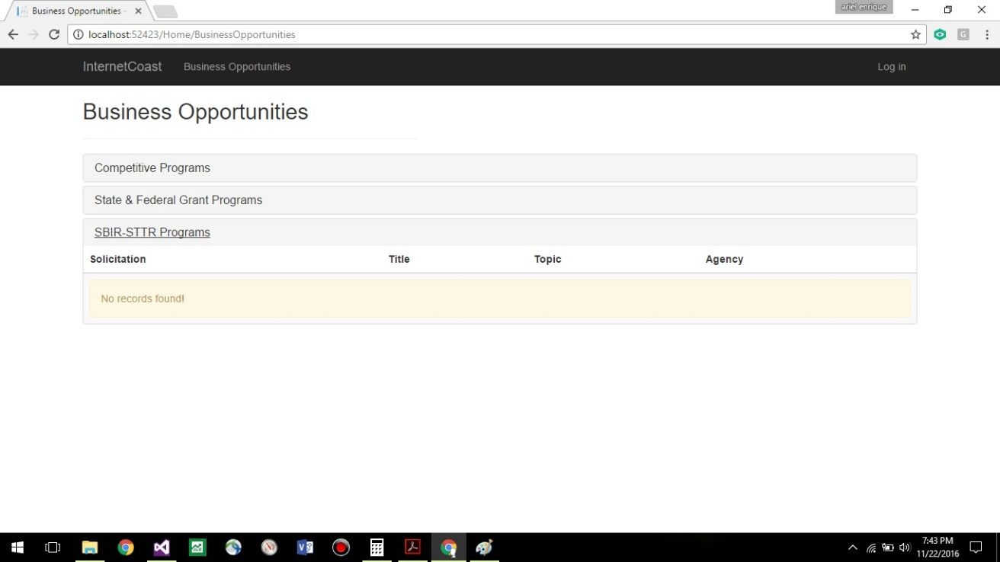 Business Opportunities -
ariel enrique
localhost:52423/Home/BusinessOpportunities
G
InternetCoast
Business Opportunities
Log in
Business Opportunities
Competitive Programs
State & Federal Grant Programs
SBIR-STTR Programs
Solicitation Title Topic Agency
No records found!
7:43 PM
11/22/2016